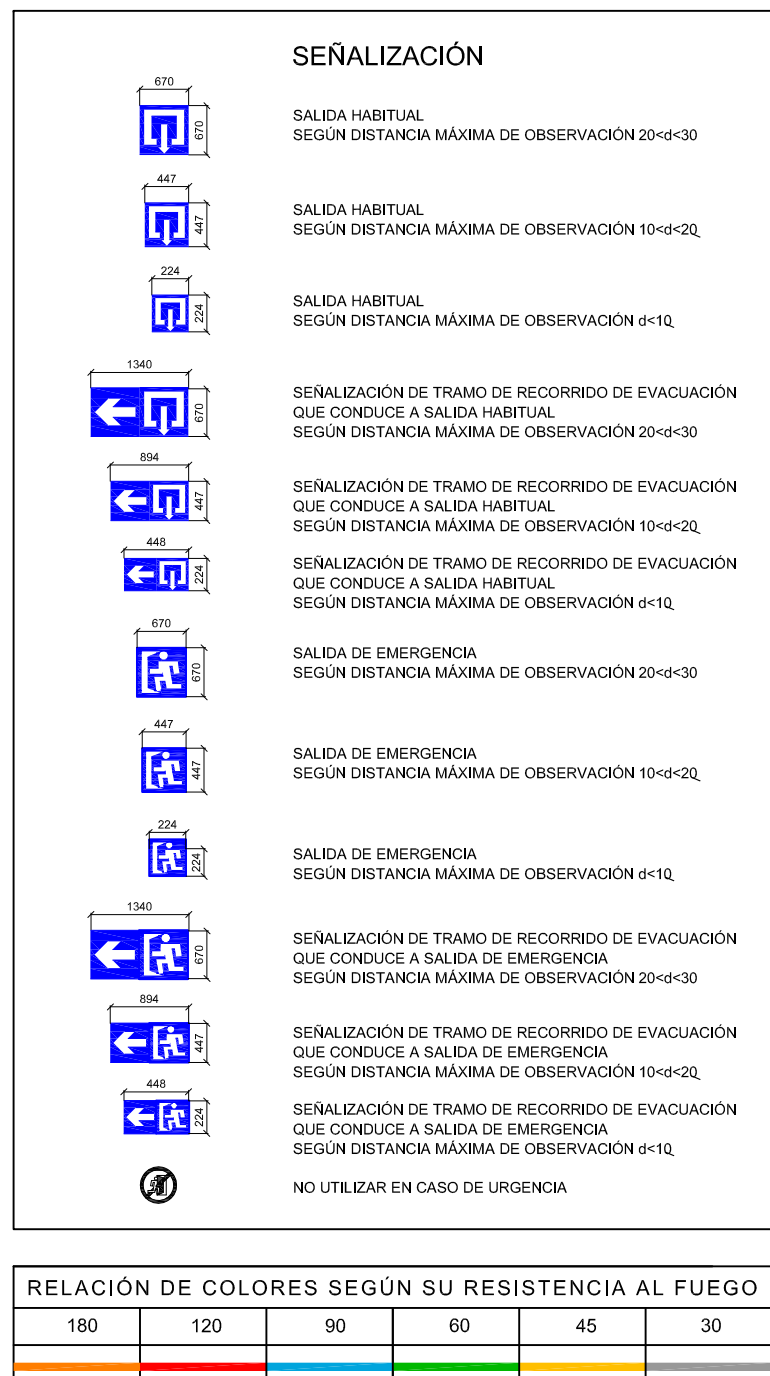 SEÑALIZACIÓN
670
670
SALIDA HABITUAL
SEGÚN DISTANCIA MÁXIMA DE OBSERVACIÓN 20<d<30
447
447
SALIDA HABITUAL
SEGÚN DISTANCIA MÁXIMA DE OBSERVACIÓN 10<d<20
224
224
SALIDA HABITUAL
SEGÚN DISTANCIA MÁXIMA DE OBSERVACIÓN d<10
1340
670
SEÑALIZACIÓN DE TRAMO DE RECORRIDO DE EVACUACIÓN
QUE CONDUCE A SALIDA HABITUAL
SEGÚN DISTANCIA MÁXIMA DE OBSERVACIÓN 20<d<30
894
447
SEÑALIZACIÓN DE TRAMO DE RECORRIDO DE EVACUACIÓN
QUE CONDUCE A SALIDA HABITUAL
SEGÚN DISTANCIA MÁXIMA DE OBSERVACIÓN 10<d<20
448
224
SEÑALIZACIÓN DE TRAMO DE RECORRIDO DE EVACUACIÓN
QUE CONDUCE A SALIDA HABITUAL
SEGÚN DISTANCIA MÁXIMA DE OBSERVACIÓN d<10
670
670
SALIDA DE EMERGENCIA
SEGÚN DISTANCIA MÁXIMA DE OBSERVACIÓN 20<d<30
447
447
SALIDA DE EMERGENCIA
SEGÚN DISTANCIA MÁXIMA DE OBSERVACIÓN 10<d<20
224
224
SALIDA DE EMERGENCIA
SEGÚN DISTANCIA MÁXIMA DE OBSERVACIÓN d<10
1340
670
SEÑALIZACIÓN DE TRAMO DE RECORRIDO DE EVACUACIÓN
QUE CONDUCE A SALIDA DE EMERGENCIA
SEGÚN DISTANCIA MÁXIMA DE OBSERVACIÓN 20<d<30
894
447
SEÑALIZACIÓN DE TRAMO DE RECORRIDO DE EVACUACIÓN
QUE CONDUCE A SALIDA DE EMERGENCIA
SEGÚN DISTANCIA MÁXIMA DE OBSERVACIÓN 10<d<20
448
224
SEÑALIZACIÓN DE TRAMO DE RECORRIDO DE EVACUACIÓN
QUE CONDUCE A SALIDA DE EMERGENCIA
SEGÚN DISTANCIA MÁXIMA DE OBSERVACIÓN d<10
NO UTILIZAR EN CASO DE URGENCIA
RELACIÓN DE COLORES SEGÚN SU RESISTENCIA AL FUEGO
180 120 90 60 45 30